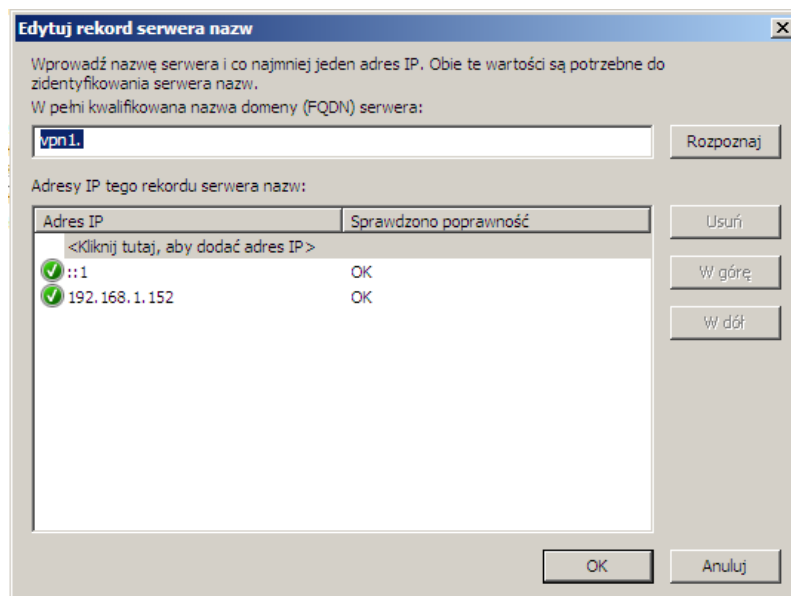 Edytuj rekord serwera nazw
Wprowadź nazwę serwera i co najmniej jeden adres IP. Obie te wartości są potrzebne do
zidentyfikowania serwera nazw.
W pełni kwalifikowana nazwa domeny (FQDN) serwera:
vpn1.
Rozpoznaj
Adresy IP tego rekordu serwera nazw:
Adres IP Sprawdzono poprawność
<Kliknij tutaj, aby dodać adres IP>
::1 OK
192.168.1.152 OK
Usuń
W górę
W dół
OK
Anuluj